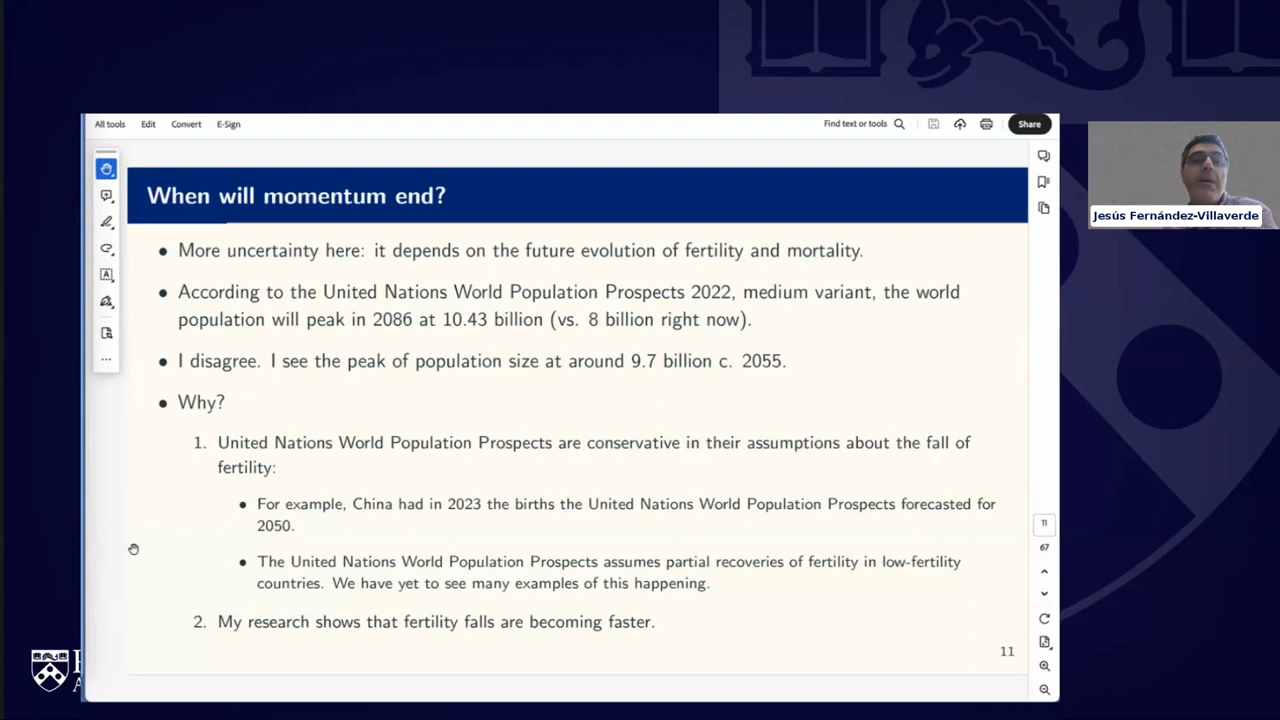 All tools Edit Convert E-Sign Find text or tools Share
When will momentum end?
• More uncertainty here: it depends on the future evolution of fertility and mortality.
• According to the United Nations World Population Prospects 2022, medium variant, the world
population will peak in 2086 at 10.43 billion (vs. 8 billion right now).
• I disagree. I see the peak of population size at around 9.7 billion c. 2055.
• Why?
1. United Nations World Population Prospects are conservative in their assumptions about the fall of
fertility:
• For example, China had in 2023 the births the United Nations World Population Prospects forecasted for
2050.
• The United Nations World Population Prospects assumes partial recoveries of fertility in low-fertility
countries. We have yet to see many examples of this happening.
2. My research shows that fertility falls are becoming faster.
11
11
67
Jesús Fernández-Villaverde